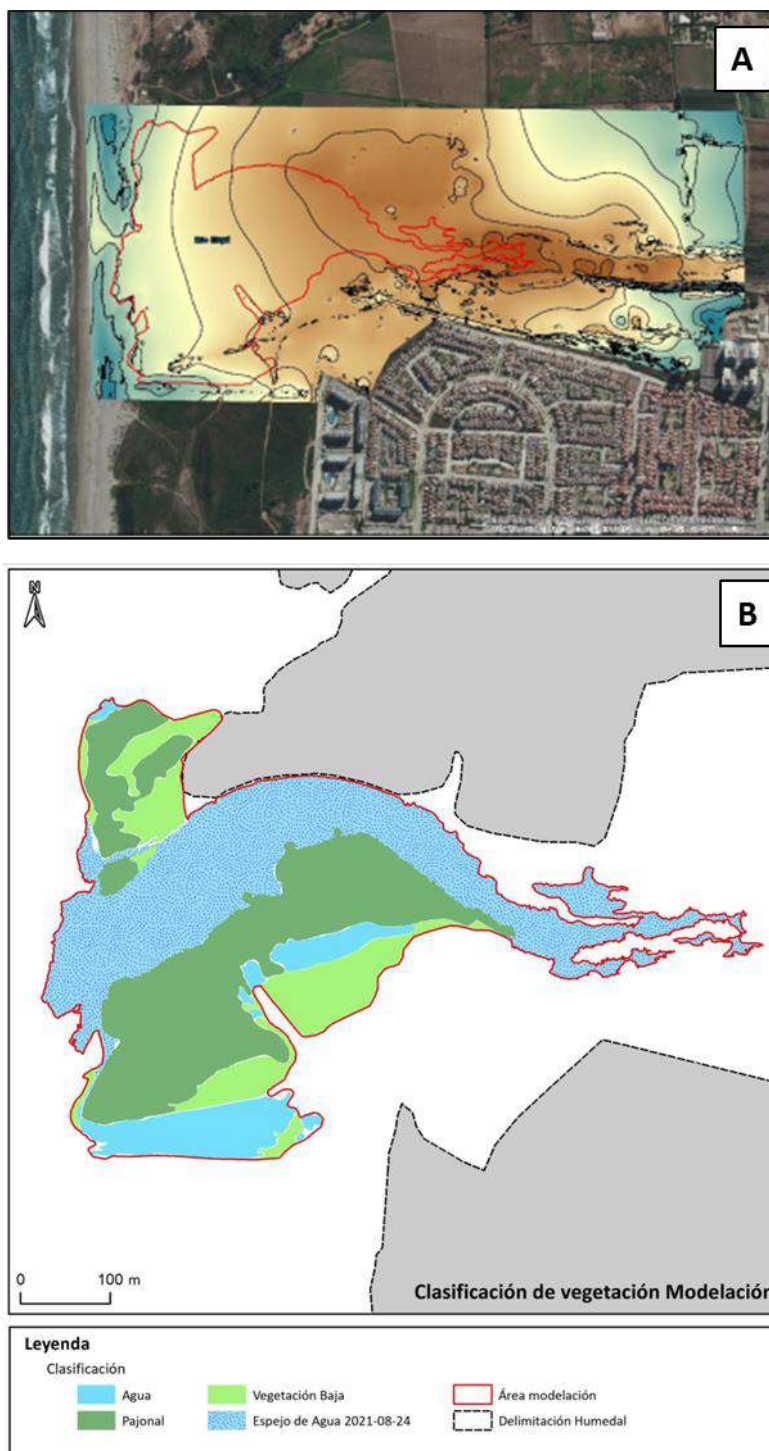 A
B
N
0 100 m
Clasificación de vegetación Modelación
Leyenda
Clasificación
Agua
Vegetación Baja
Área modelación
Pajonal
Espejo de Agua 2021-08-24
Delimitación Humedal